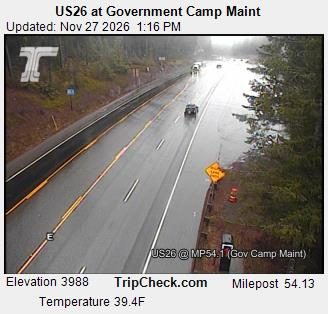 US26 at Government Camp Maint
Updated: Nov 27 2026 1:16 PM
E
US26 @ MP54.1 (Gov Camp Maint)
Elevation 3988 TripCheck.com Milepost 54.13
Temperature 39.4F